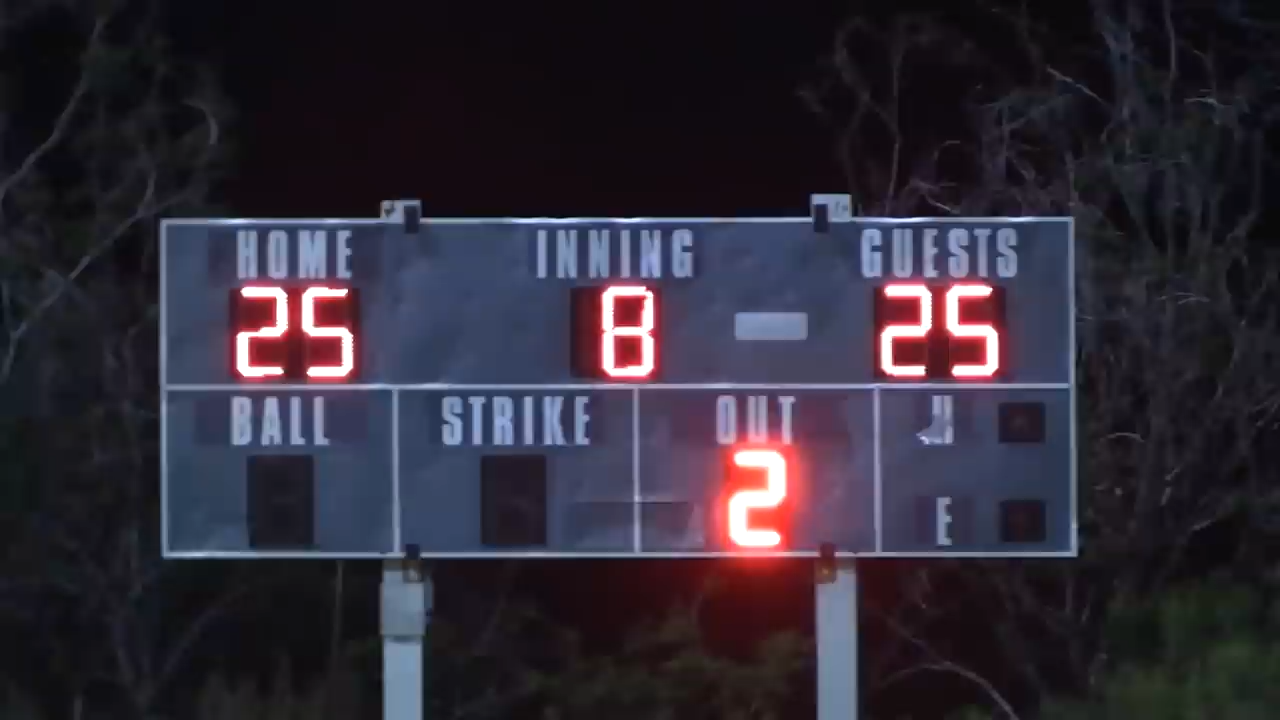 HOME INNING GUESTS
25 8 25
BALL STRIKE OUT H
2
E